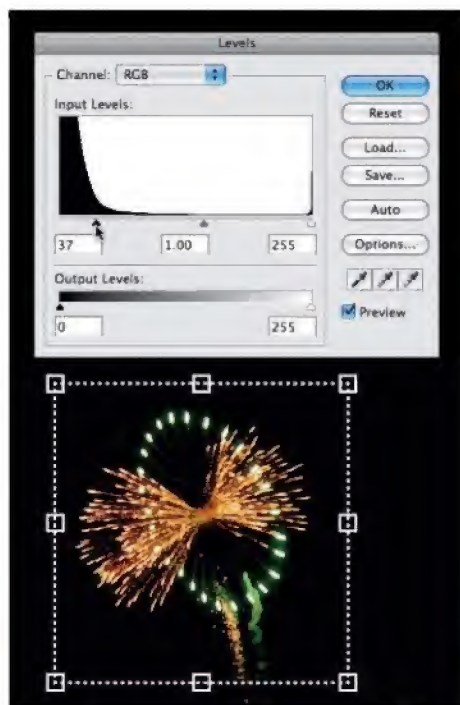 Levels
Channel: RGB
OK
Input Levels:
Reset
Load...
Save...
Auto
37 1.00 255
Options...
Output Levels:
Preview
0 255